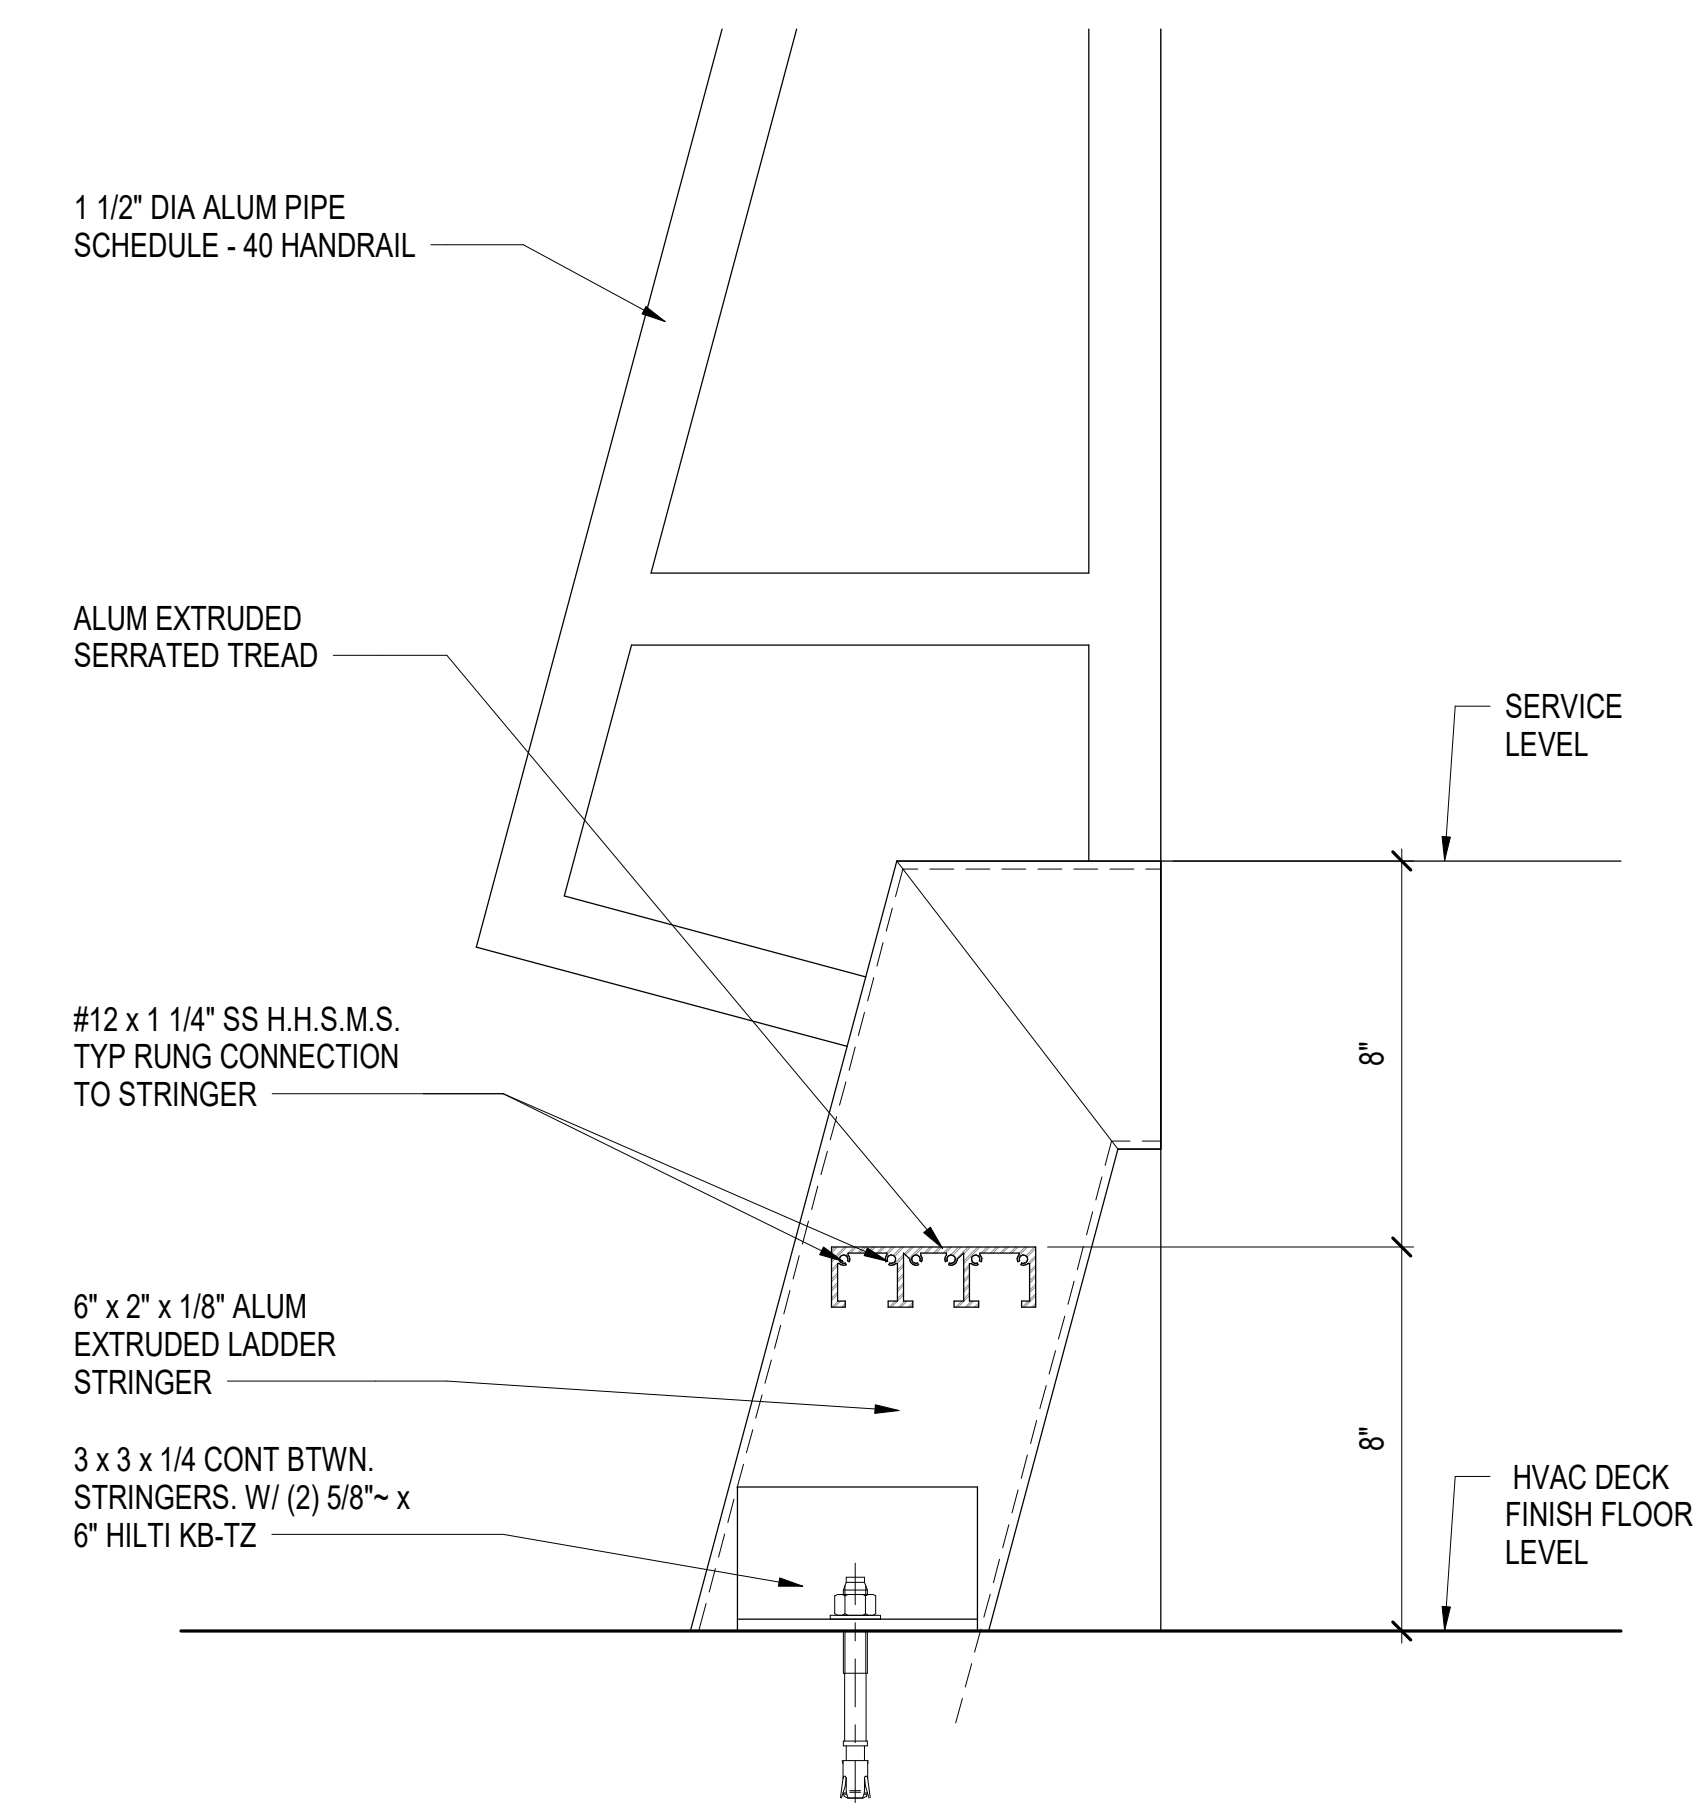 1 1/2" DIA ALUM PIPE
SCHEDULE - 40 HANDRAIL
ALUM EXTRUDED
SERRATED TREAD
SERVICE
LEVEL
#12 x 1 1/4" SS H.H.S.M.S.
TYP RUNG CONNECTION
TO STRINGER
8"
6" x 2" x 1/8" ALUM
EXTRUDED LADDER
STRINGER
8"
3 x 3 x 1/4 CONT BTWN.
STRINGERS. W/ (2) 5/8"~ x
6" HILTI KB-TZ
HVAC DECK
FINISH FLOOR
LEVEL